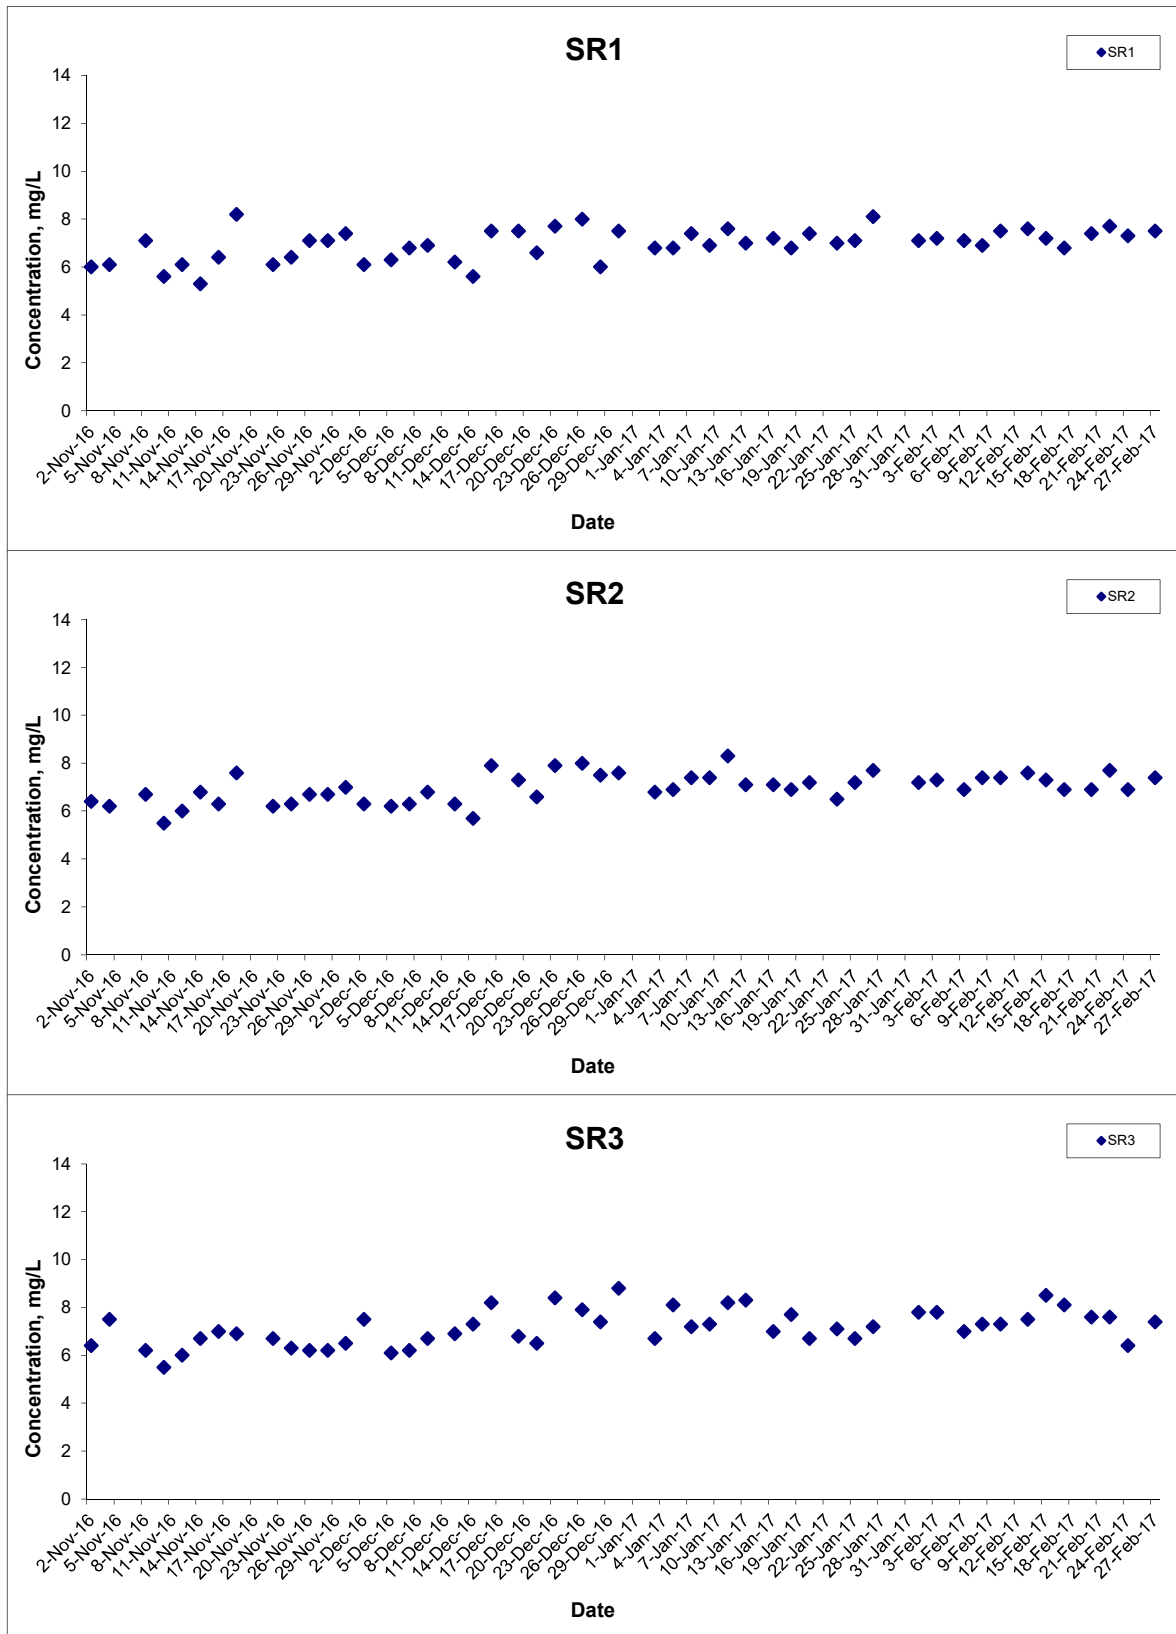 SR1
SR1
14
12
10
8
6
4
2
0
Concentration, mg/L
2-Nov-16
5-Nov-16
8-Nov-16
11-Nov-16
14-Nov-16
17-Nov-16
20-Nov-16
23-Nov-16
26-Nov-16
29-Nov-16
2-Dec-16
5-Dec-16
8-Dec-16
11-Dec-16
14-Dec-16
17-Dec-16
20-Dec-16
23-Dec-16
26-Dec-16
29-Dec-16
1-Jan-17
4-Jan-17
7-Jan-17
10-Jan-17
13-Jan-17
16-Jan-17
19-Jan-17
22-Jan-17
25-Jan-17
28-Jan-17
31-Jan-17
3-Feb-17
6-Feb-17
9-Feb-17
12-Feb-17
15-Feb-17
18-Feb-17
21-Feb-17
24-Feb-17
27-Feb-17
Date
SR2
SR2
14
12
10
8
6
4
2
0
Concentration, mg/L
2-Nov-16
5-Nov-16
8-Nov-16
11-Nov-16
14-Nov-16
17-Nov-16
20-Nov-16
23-Nov-16
26-Nov-16
29-Nov-16
2-Dec-16
5-Dec-16
8-Dec-16
11-Dec-16
14-Dec-16
17-Dec-16
20-Dec-16
23-Dec-16
26-Dec-16
29-Dec-16
1-Jan-17
4-Jan-17
7-Jan-17
10-Jan-17
13-Jan-17
16-Jan-17
19-Jan-17
22-Jan-17
25-Jan-17
28-Jan-17
31-Jan-17
3-Feb-17
6-Feb-17
9-Feb-17
12-Feb-17
15-Feb-17
18-Feb-17
21-Feb-17
24-Feb-17
27-Feb-17
Date
SR3
SR3
14
12
10
8
6
4
2
0
Concentration, mg/L
2-Nov-16
5-Nov-16
8-Nov-16
11-Nov-16
14-Nov-16
17-Nov-16
20-Nov-16
23-Nov-16
26-Nov-16
29-Nov-16
2-Dec-16
5-Dec-16
8-Dec-16
11-Dec-16
14-Dec-16
17-Dec-16
20-Dec-16
23-Dec-16
26-Dec-16
29-Dec-16
1-Jan-17
4-Jan-17
7-Jan-17
10-Jan-17
13-Jan-17
16-Jan-17
19-Jan-17
22-Jan-17
25-Jan-17
28-Jan-17
31-Jan-17
3-Feb-17
6-Feb-17
9-Feb-17
12-Feb-17
15-Feb-17
18-Feb-17
21-Feb-17
24-Feb-17
27-Feb-17
Date